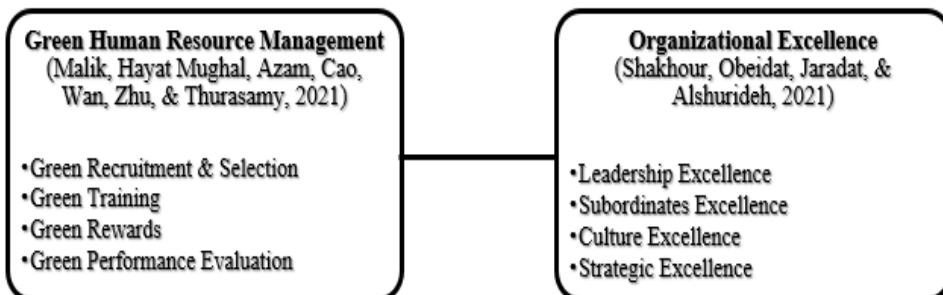 Green Human Resource Management
(Malik, Hayat Mughal, Azam, Cao,
Wan, Zhu, & Thurasamy, 2021)
•Green Recruitment & Selection
•Green Training
•Green Rewards
•Green Performance Evaluation
Organizational Excellence
(Shakhour, Obeidat, Jaradat, &
Alshurideh, 2021)
•Leadership Excellence
•Subordinates Excellence
•Culture Excellence
•Strategic Excellence